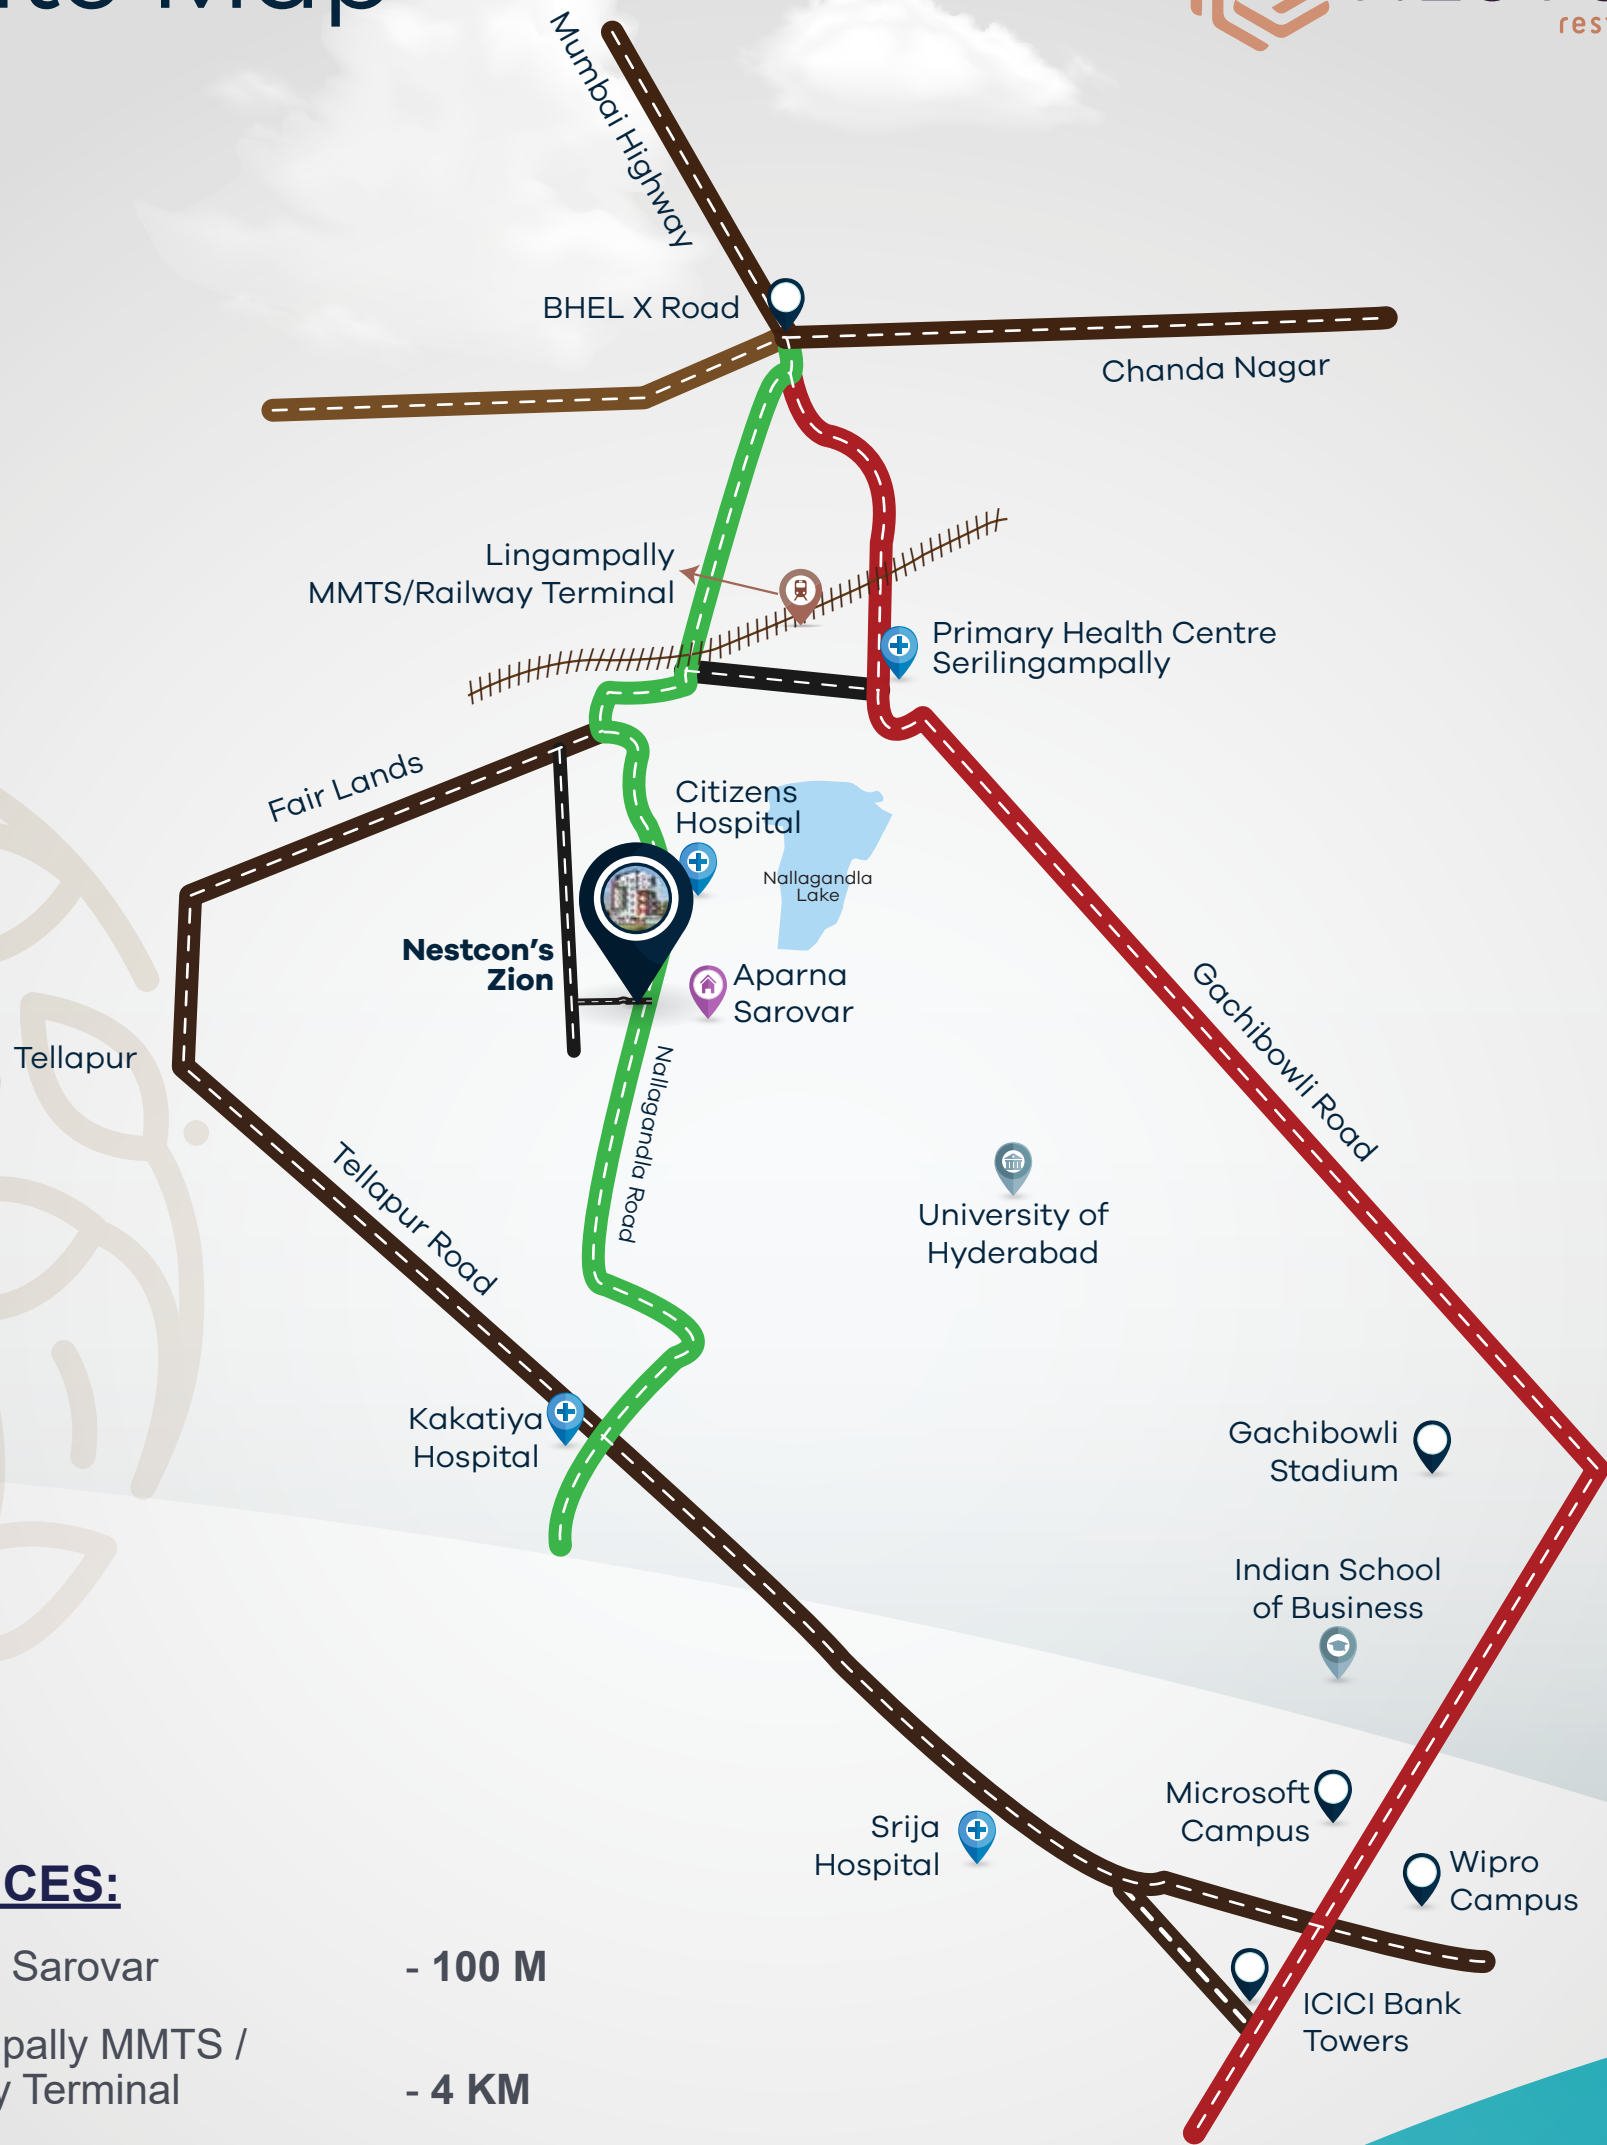 Map
Mumbai Highway
BHEL X Road
Chanda Nagar
Lingampally
MMTS/Railway Terminal
Primary Health Centre
Serilingampally
Fair Lands
Citizens
Hospital
Nallagandla
Lake
Nestcon's
Zion
Aparna
Sarovar
Gachibowli Road
Tellapur
Nallagandla Road
Tellapur Road
University of
Hyderabad
Kakatiya
Hospital
Gachibowli
Stadium
Indian School
of Business
Microsoft
Campus
Srija
Hospital
Wipro
Campus
ICICI Bank
Towers
CES:
Sarovar - 100 M
pally MMTS /
y Terminal - 4 KM